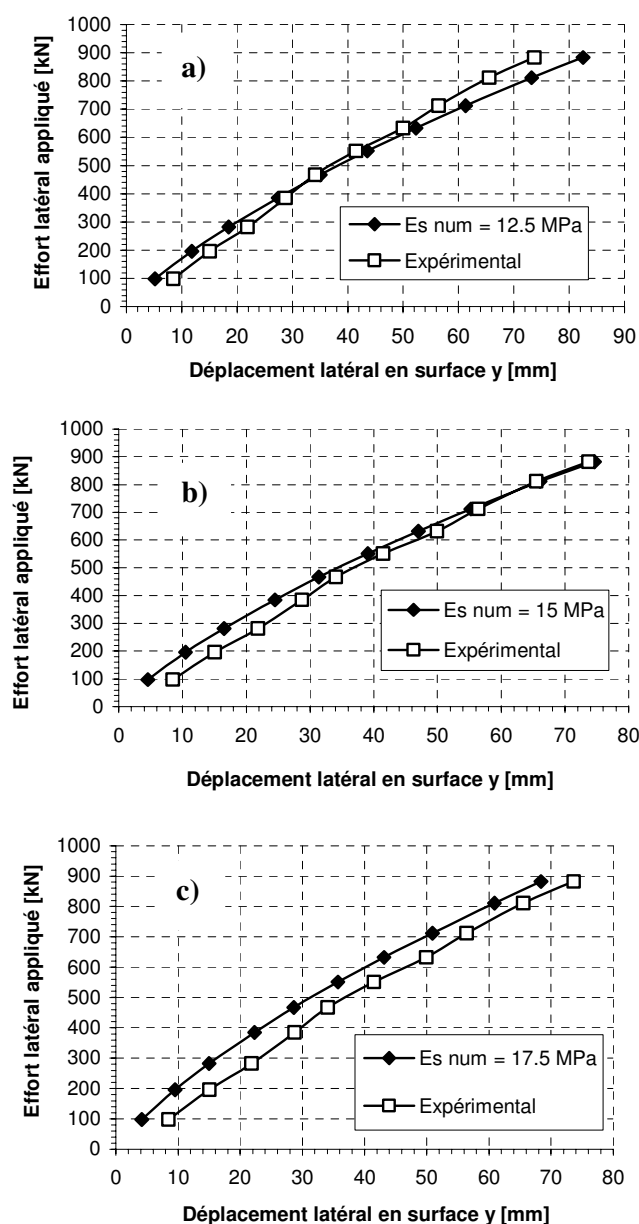 1000
900
800
700
600
500
400
300
200
100
0
Effort latéral appliqué [kN]
a)
Es num = 12.5 MPa
Expérimental
0 10 20 30 40 50 60 70 80 90
Déplacement latéral en surface y [mm]
1000
900
800
700
600
500
400
300
200
100
0
Effort latéral appliqué [kN]
b)
Es num = 15 MPa
Expérimental
0 10 20 30 40 50 60 70 80
Déplacement latéral en surface y [mm]
1000
900
800
700
600
500
400
300
200
100
0
Effort latéral appliqué [kN]
c)
Es num = 17.5 MPa
Expérimental
0 10 20 30 40 50 60 70 80
Déplacement latéral en surface y [mm]